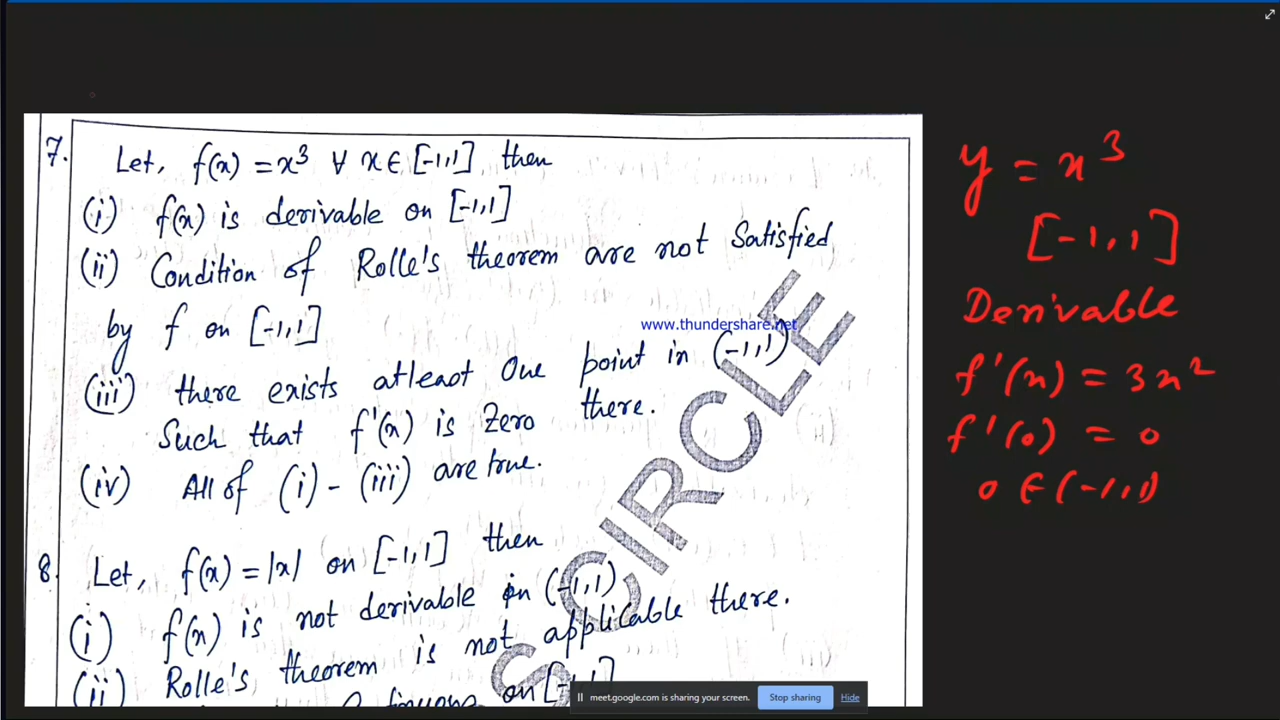 7. Let, f(x) = x³ ∀ x ∈ [-1,1] then
(i) f(x) is derivable on [-1,1]
(ii) Condition of Rolle's theorem are not Satisfied
by f on [-1,1]
(iii) there exists atleast One point in (-1,1)
Such that f'(x) is Zero there.
(iv) All of (i) - (iii) are true.
8. Let, f(x) = |x| on [-1,1] then
(i) f(x) is not derivable in (-1,1)
(ii) Rolle's theorem is not applicable there.
on [-1,1]
www.thundershare.net
S CIRCLE
y = x³
[-1,1]
Derivable
f'(x) = 3x²
f'(0) = 0
0 ∈ (-1,1)
meet.google.com is sharing your screen.
Stop sharing
Hide